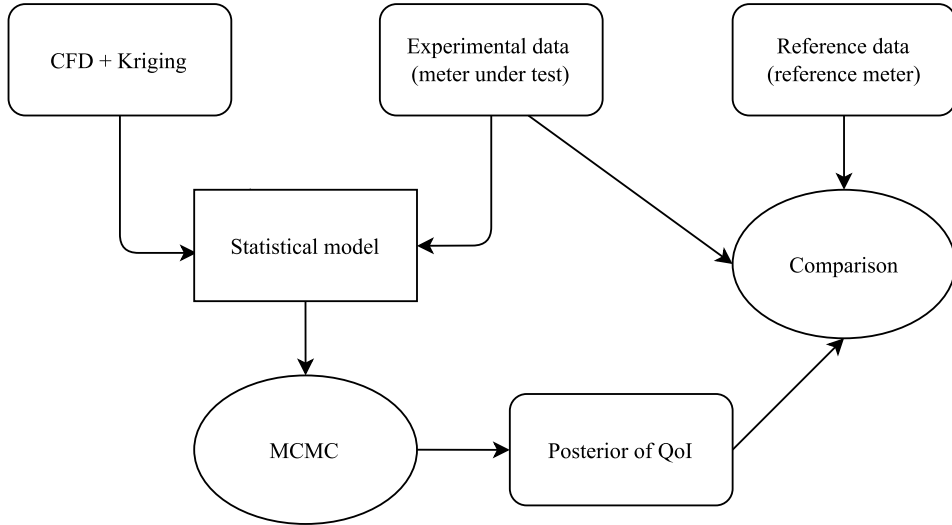 CFD + Kriging
Experimental data
(meter under test)
Reference data
(reference meter)
Statistical model
Comparison
MCMC
Posterior of QoI